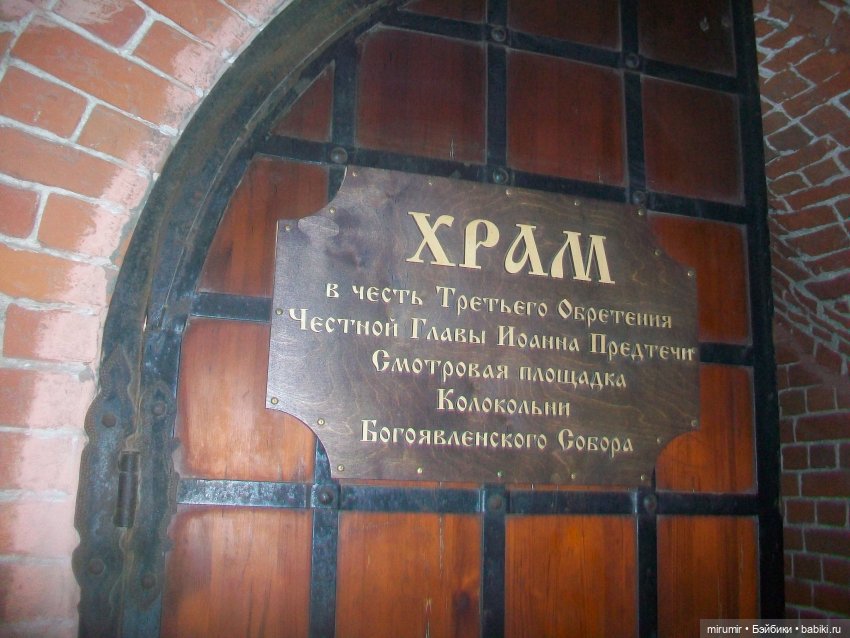 ХРАМ
в честь Третьего Обретения
Честной Главы Иоанна Предтечи
Смотровая площадка
Колокольни
Богоявленского Собора
mirumir • Бэйбики • babiki.ru